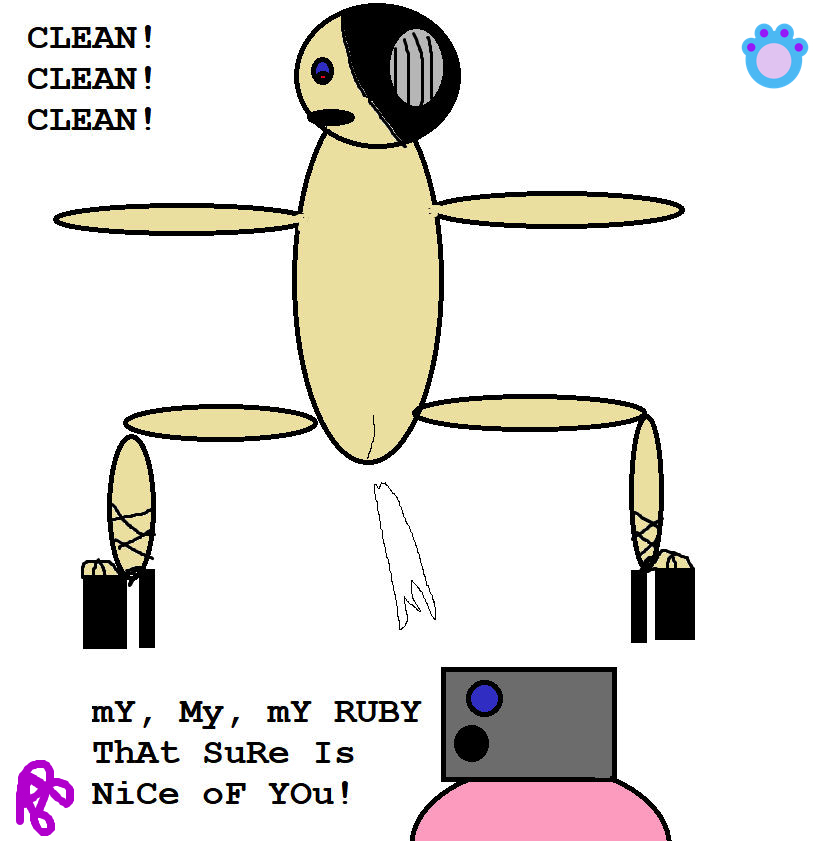 CLEAN!
CLEAN!
CLEAN!
mY, My, mY RUBY
ThAt SuRe Is
NiCe oF YOu!